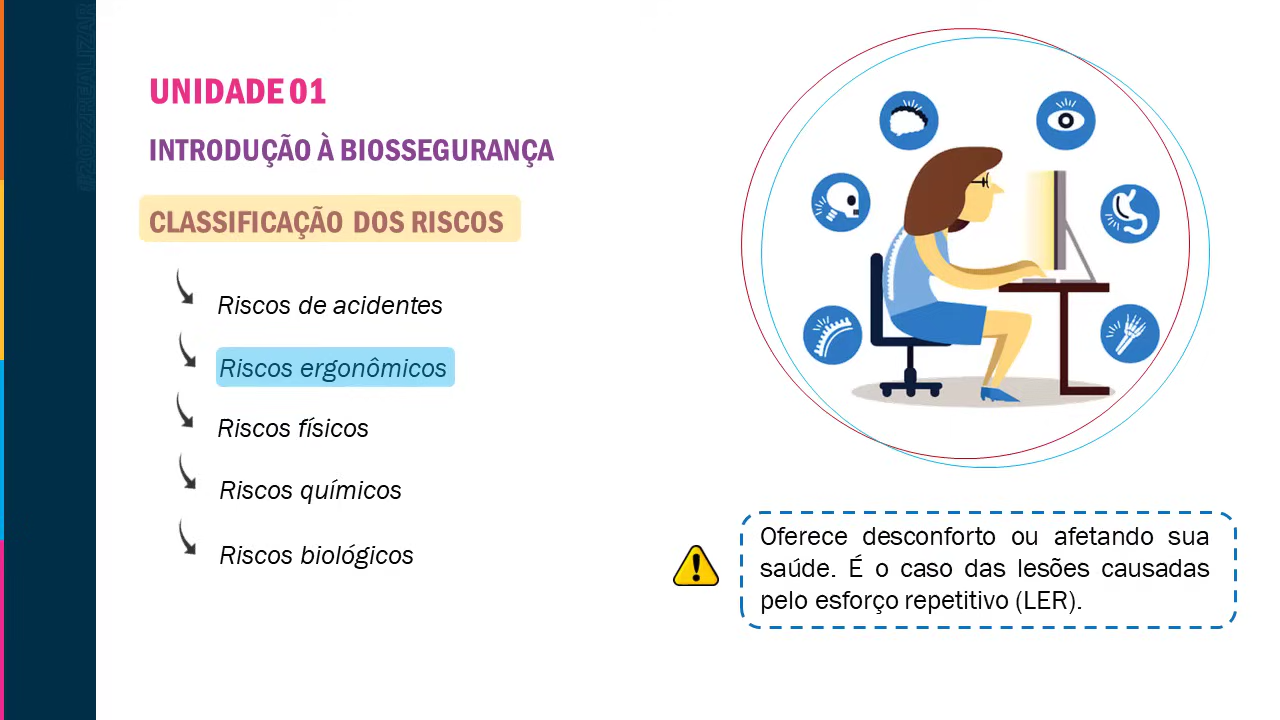 UNIDADE 01
INTRODUÇÃO À BIOSSEGURANÇA
CLASSIFICAÇÃO DOS RISCOS
Riscos de acidentes
Riscos ergonômicos
Riscos físicos
Riscos químicos
Riscos biológicos
Oferece desconforto ou afetando sua
saúde. É o caso das lesões causadas
pelo esforço repetitivo (LER).